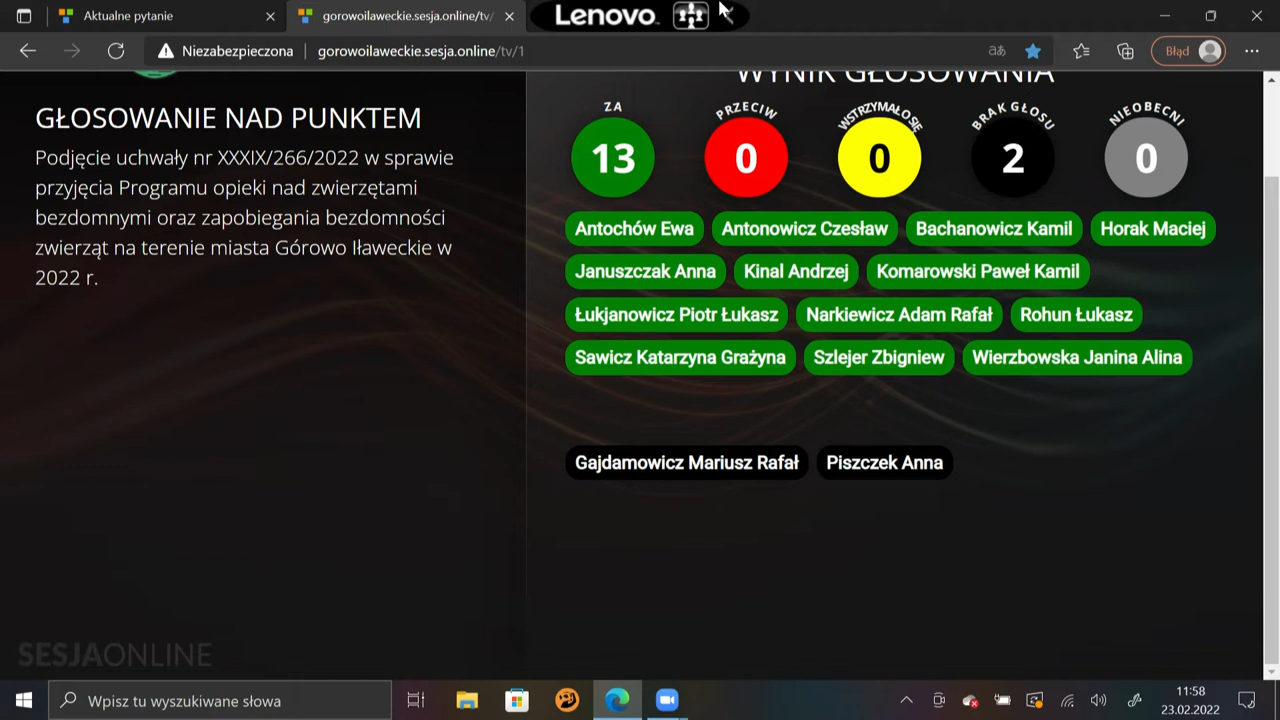 Aktualne pytanie
gorowoilaweckie.sesja.online/tv/
Lenovo
Niezabezpieczona
gorowoilaweckie.sesja.online/tv/1
aあ
Błąd
WYNIK GŁOSOWANIA
GŁOSOWANIE NAD PUNKTEM
Podjęcie uchwały nr XXXIX/266/2022 w sprawie
przyjęcia Programu opieki nad zwierzętami
bezdomnymi oraz zapobiegania bezdomności
zwierząt na terenie miasta Górowo Iławeckie w
2022 r.
ZA PRZECIW WSTRZYMAŁO SIĘ BRAK GŁOSU NIEOBECNI
13 0 0 2 0
Antochów Ewa Antonowicz Czesław Bachanowicz Kamil Horak Maciej
Januszczak Anna Kinal Andrzej Komarowski Paweł Kamil
Łukjanowicz Piotr Łukasz Narkiewicz Adam Rafał Rohun Łukasz
Sawicz Katarzyna Grażyna Szlejer Zbigniew Wierzbowska Janina Alina
Gajdamowicz Mariusz Rafał Piszczek Anna
SESJAONLINE
Wpisz tu wyszukiwane słowa
11:58
23.02.2022